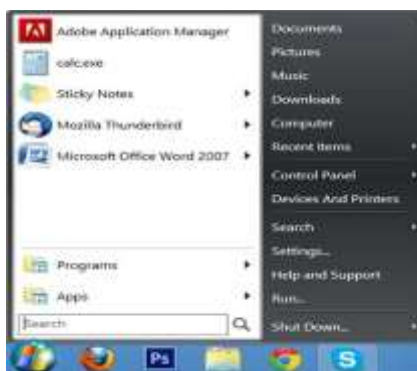 Adobe Application Manager
calc.exe
Sticky Notes
Mozilla Thunderbird
Microsoft Office Word 2007
Programs
Apps
Search
Documents
Pictures
Music
Downloads
Computer
Recent Items
Control Panel
Devices And Printers
Search
Settings...
Help and Support
Run...
Shut Down...
Ps
S